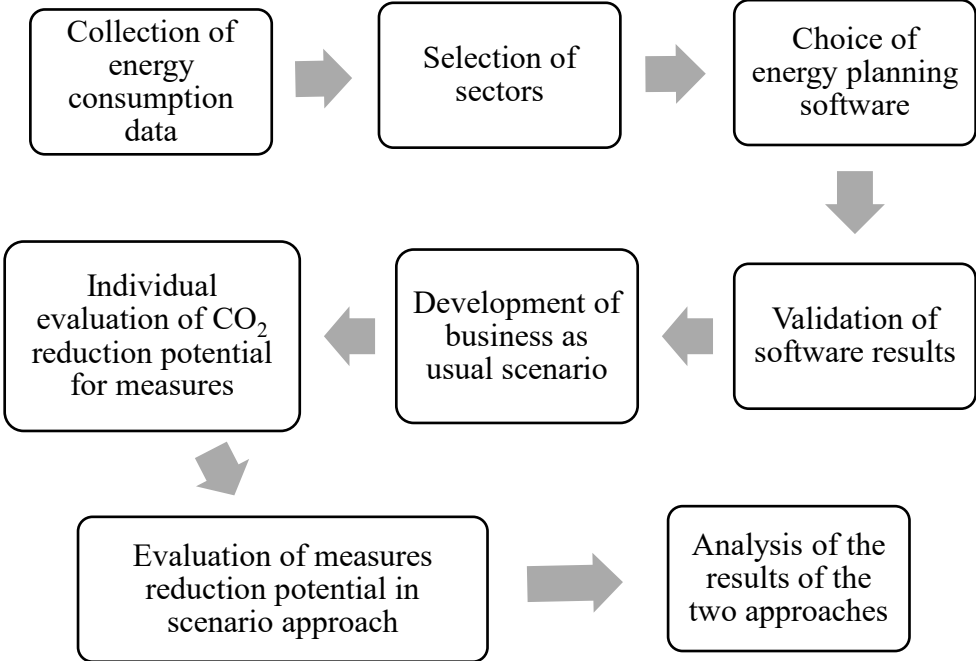 Collection of
energy
consumption
data
Selection of
sectors
Choice of
energy planning
software
Validation of
software results
Development of
business as
usual scenario
Individual
evaluation of CO₂
reduction potential
for measures
Evaluation of measures
reduction potential in
scenario approach
Analysis of the
results of the
two approaches